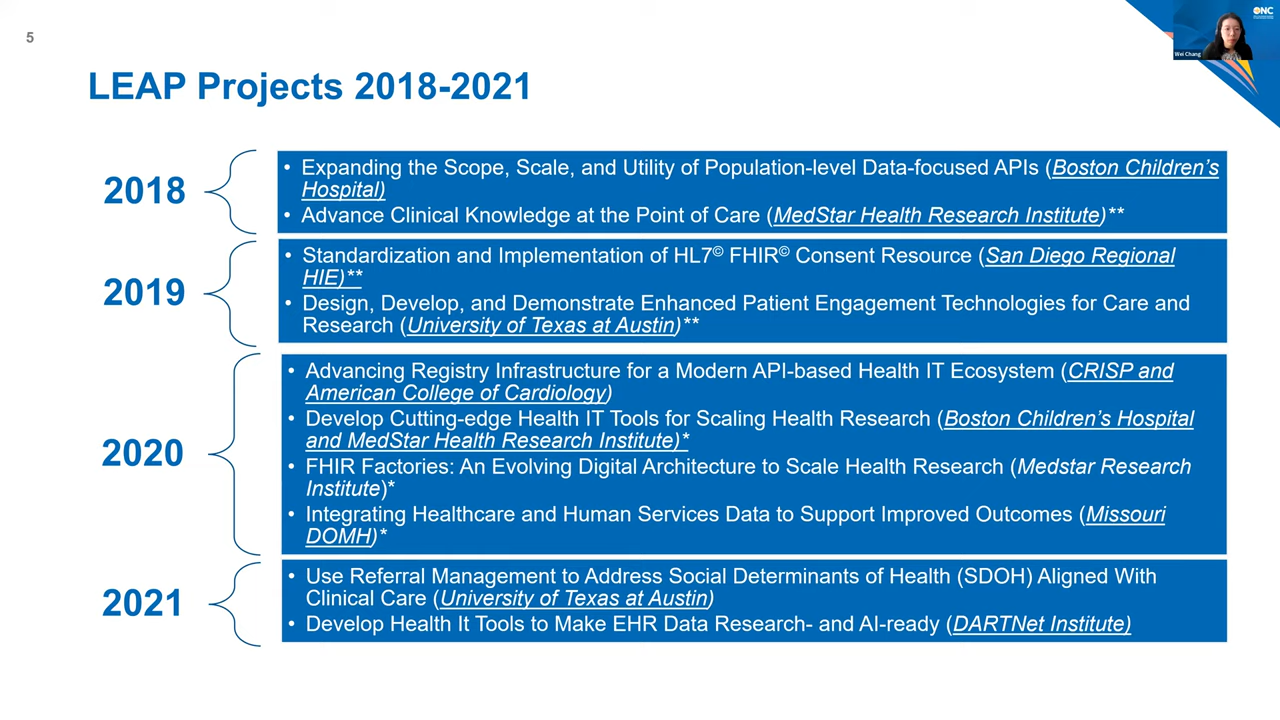 5
ONC
Wei Chang
LEAP Projects 2018-2021
2018
• Expanding the Scope, Scale, and Utility of Population-level Data-focused APIs (Boston Children's
Hospital)
• Advance Clinical Knowledge at the Point of Care (MedStar Health Research Institute)**
2019
• Standardization and Implementation of HL7© FHIR© Consent Resource (San Diego Regional
HIE)**
• Design, Develop, and Demonstrate Enhanced Patient Engagement Technologies for Care and
Research (University of Texas at Austin)**
2020
• Advancing Registry Infrastructure for a Modern API-based Health IT Ecosystem (CRISP and
American College of Cardiology)
• Develop Cutting-edge Health IT Tools for Scaling Health Research (Boston Children's Hospital
and MedStar Health Research Institute)*
• FHIR Factories: An Evolving Digital Architecture to Scale Health Research (Medstar Research
Institute)*
• Integrating Healthcare and Human Services Data to Support Improved Outcomes (Missouri
DOMH)*
2021
• Use Referral Management to Address Social Determinants of Health (SDOH) Aligned With
Clinical Care (University of Texas at Austin)
• Develop Health It Tools to Make EHR Data Research- and AI-ready (DARTNet Institute)